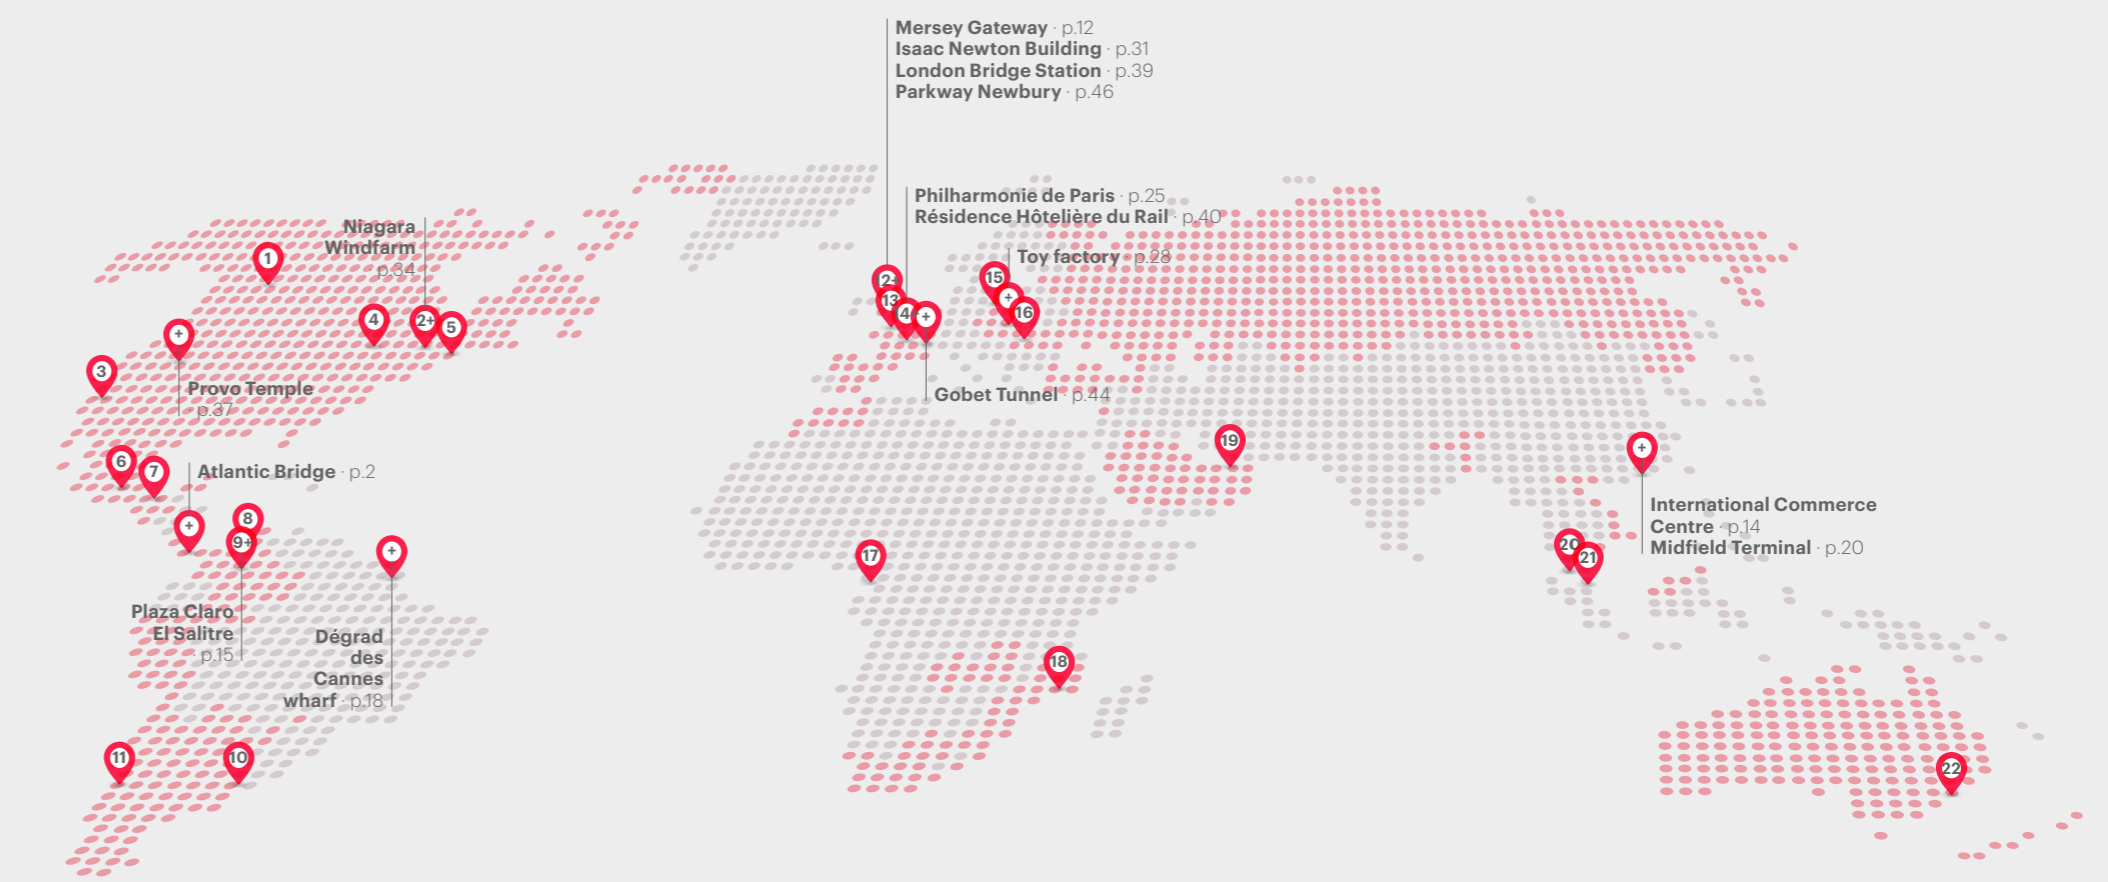 Mersey Gateway · p.12
Isaac Newton Building · p.31
London Bridge Station · p.39
Parkway Newbury · p.46
Philharmonie de Paris · p.25
Résidence Hôtelière du Rail · p.40
Niagara
Windfarm
· p.34
Toy factory · p.28
1
2+
15
+
13
4
2+
5
14+
+
16
+
3
Provo Temple
· p.37
Gobet Tunnel · p.44
19
+
6
7
Atlantic Bridge · p.2
International Commerce
Centre · p.14
Midfield Terminal · p.20
+
8
9+
+
17
20
21
Plaza Claro
El Salitre
· p.15
Dégrad
des
Cannes
wharf · p.18
18
11
10
22